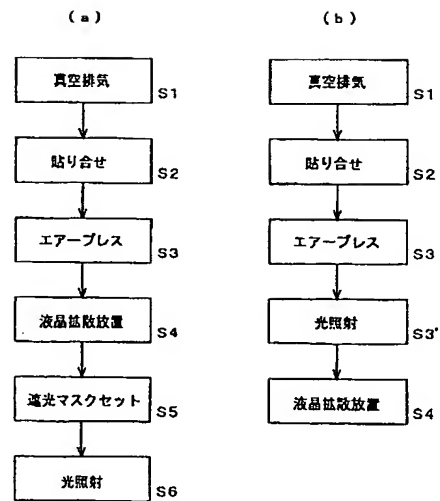 (a)
真空排気
S1
貼り合せ
S2
エアープレス
S3
液晶拡散放置
S4
遮光マスクセット
S5
光照射
S6
(b)
真空排気
S1
貼り合せ
S2
エアープレス
S3
光照射
S3'
液晶拡散放置
S4